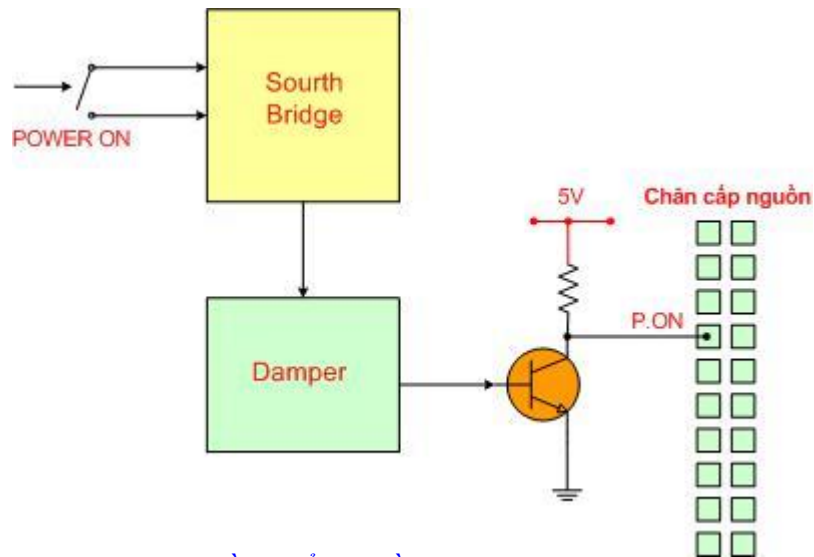 Sourth
Bridge
POWER ON
5V
Chân cấp nguồn
P.ON
Damper